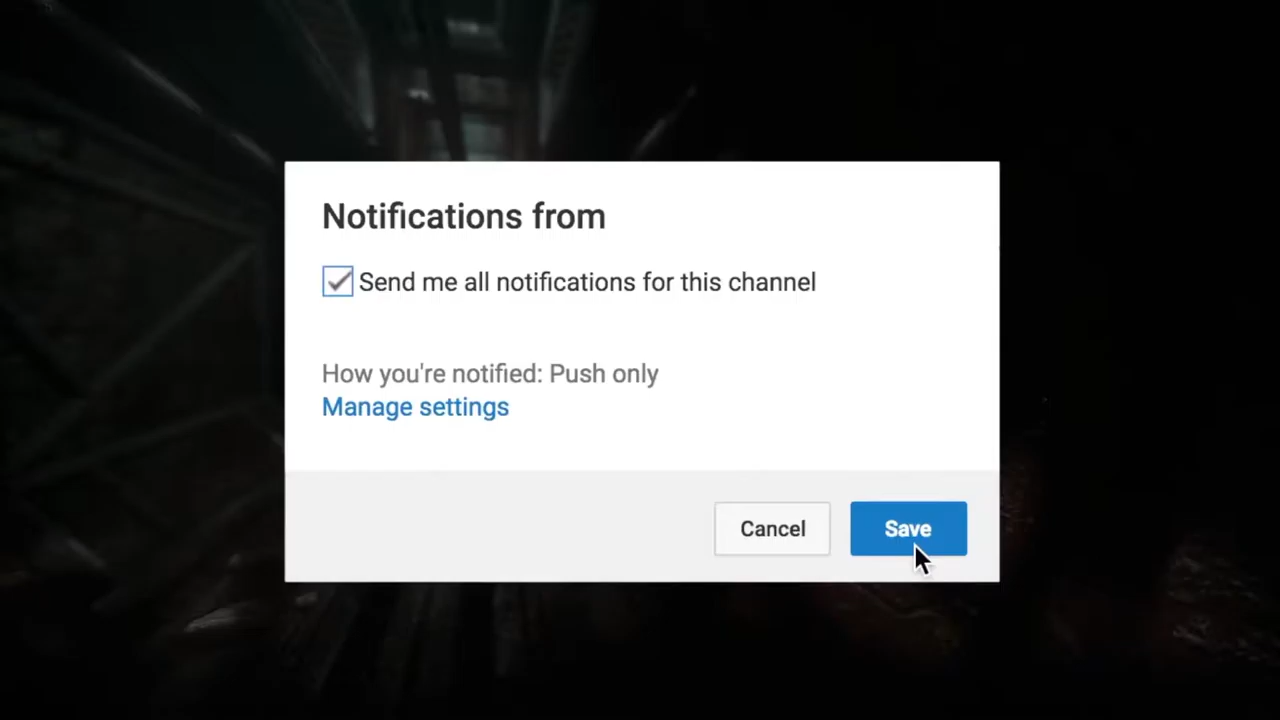 Notifications from
Send me all notifications for this channel
How you're notified: Push only
Manage settings
Cancel Save